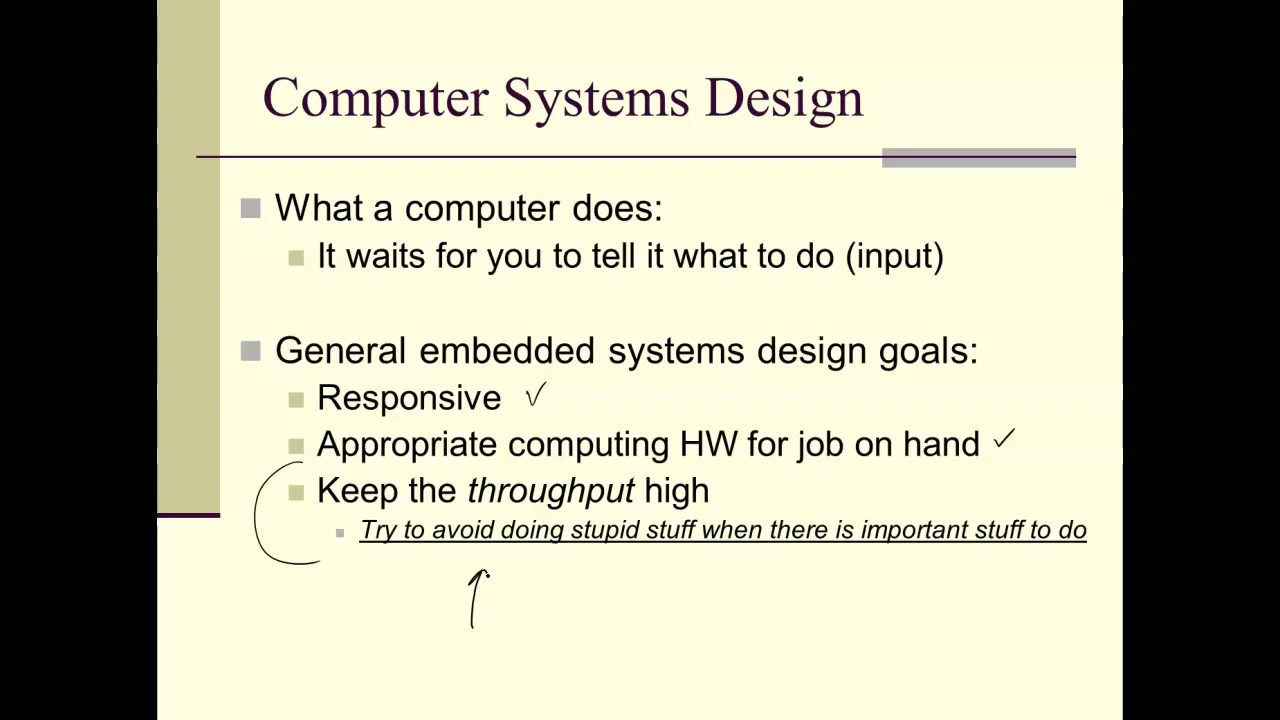 Computer Systems Design
What a computer does:
It waits for you to tell it what to do (input)
General embedded systems design goals:
Responsive ✓
Appropriate computing HW for job on hand ✓
Keep the throughput high
Try to avoid doing stupid stuff when there is important stuff to do